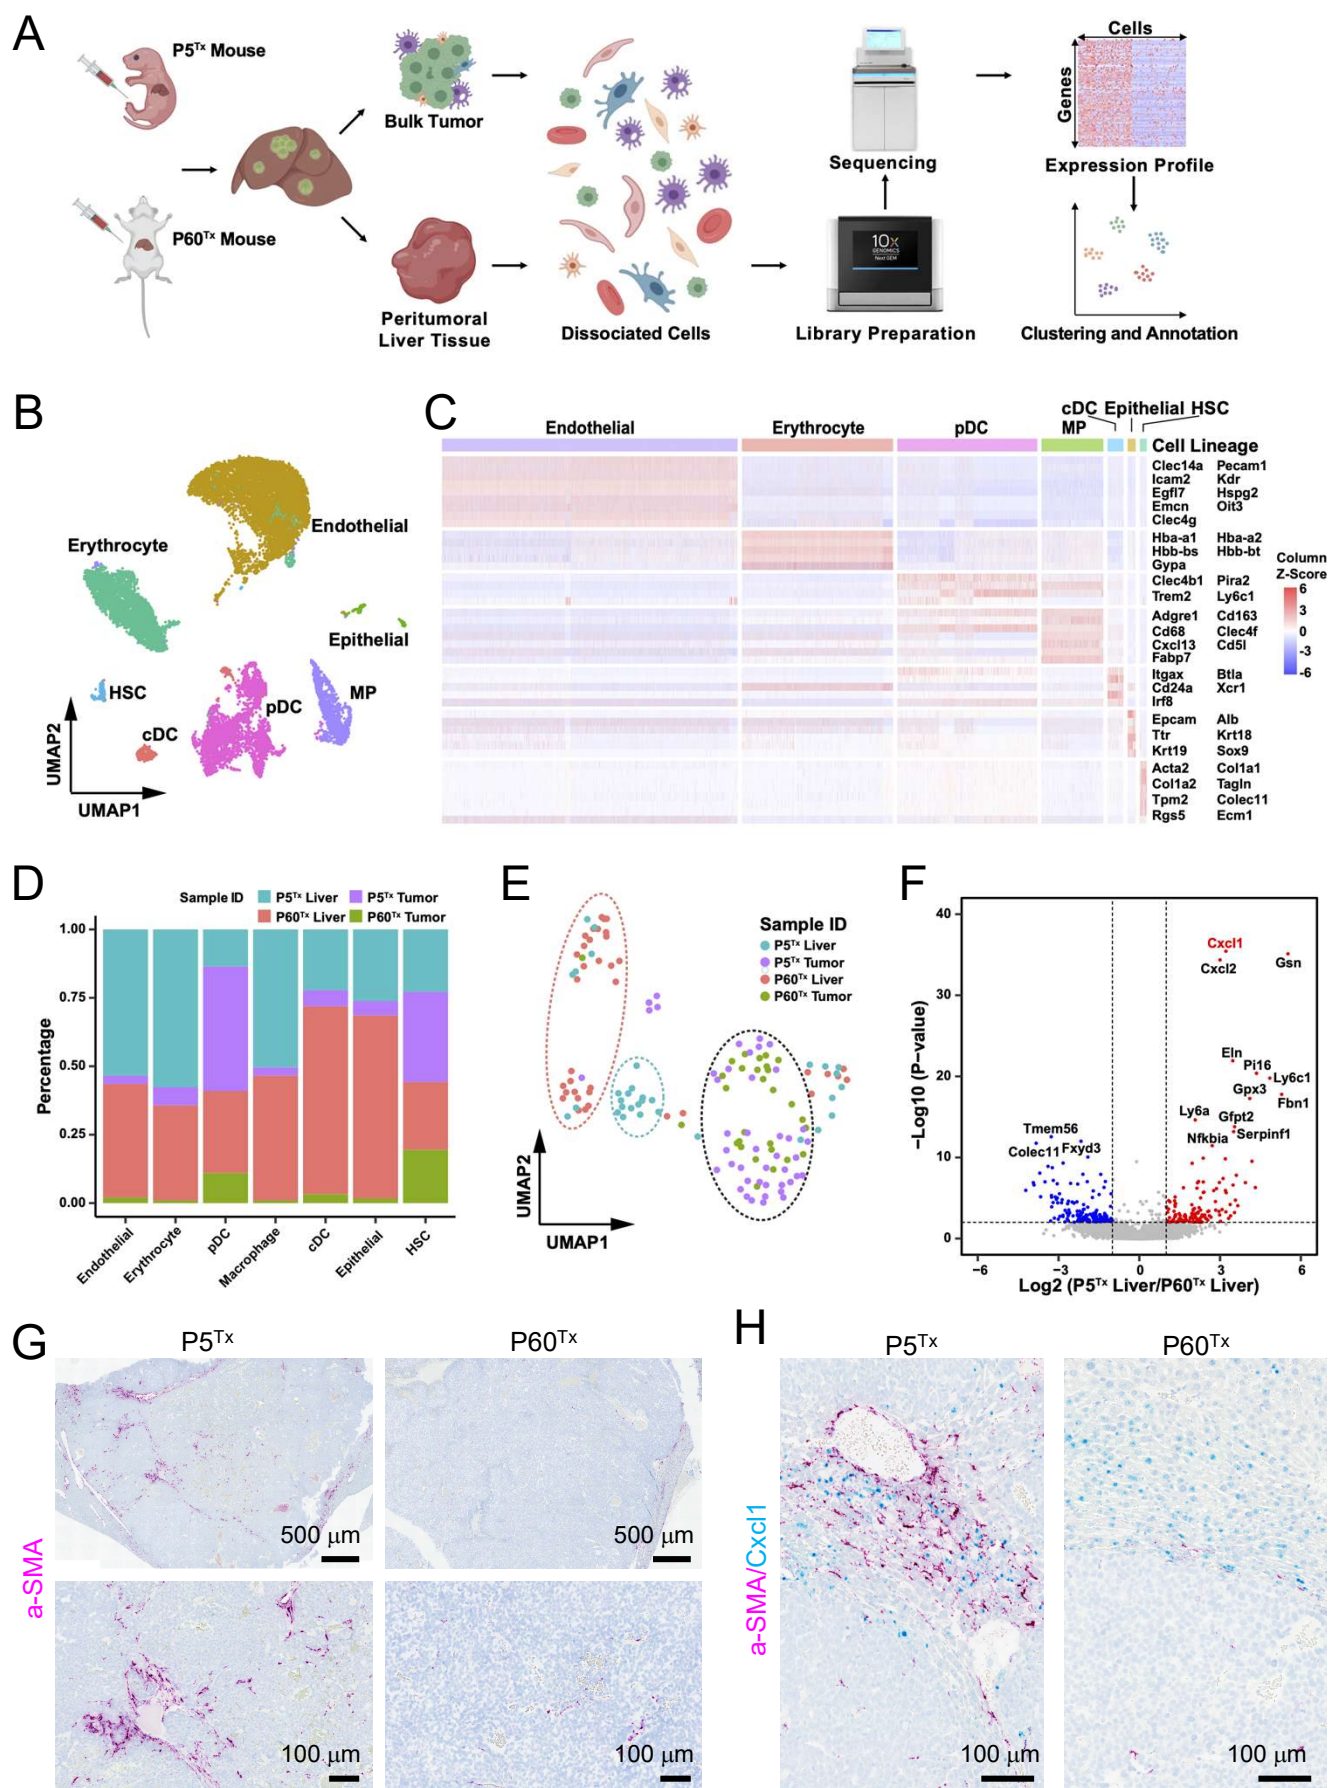 A
P5Tx Mouse
P60Tx Mouse
Bulk Tumor
Peritumoral
Liver Tissue
Dissociated Cells
Sequencing
10x
GENOMICS
Next GEM
Library Preparation
Cells
Genes
Expression Profile
Clustering and Annotation
B
Endothelial
Erythrocyte
Epithelial
HSC
MP
pDC
cDC
UMAP2
UMAP1
C
cDC Epithelial HSC
Endothelial Erythrocyte pDC MP
Cell Lineage
Clec14a Pecam1
Icam2 Kdr
Egfl7 Hspg2
Emcn Oit3
Clec4g
Hba-a1 Hba-a2
Hbb-bs Hbb-bt
Gypa
Clec4b1 Pira2
Trem2 Ly6c1
Adgre1 Cd163
Cd68 Clec4f
Cxcl13 Cd5l
Fabp7
Itgax Btla
Cd24a Xcr1
Irf8
Epcam Alb
Ttr Krt18
Krt19 Sox9
Acta2 Col1a1
Col1a2 Tagln
Tpm2 Colec11
Rgs5 Ecm1
Column
Z-Score
6
3
0
-3
-6
D
Sample ID
P5Tx Liver P5Tx Tumor
P60Tx Liver P60Tx Tumor
Percentage
1.00
0.75
0.50
0.25
0.00
Endothelial
Erythrocyte
pDC
Macrophage
cDC
Epithelial
HSC
E
Sample ID
P5Tx Liver
P5Tx Tumor
P60Tx Liver
P60Tx Tumor
UMAP2
UMAP1
F
−Log10 (P−value)
40
30
20
10
0
Cxcl1
Cxcl2
Gsn
Eln
Pi16
Ly6c1
Gpx3
Fbn1
Ly6a
Gfpt2
Serpinf1
Nfkbia
Tmem56
Colec11
Fxyd3
−6 −3 0 3 6
Log2 (P5Tx Liver/P60Tx Liver)
G
P5Tx P60Tx
a-SMA
500 μm 500 μm
100 μm 100 μm
H
P5Tx P60Tx
a-SMA/Cxcl1
100 μm 100 μm